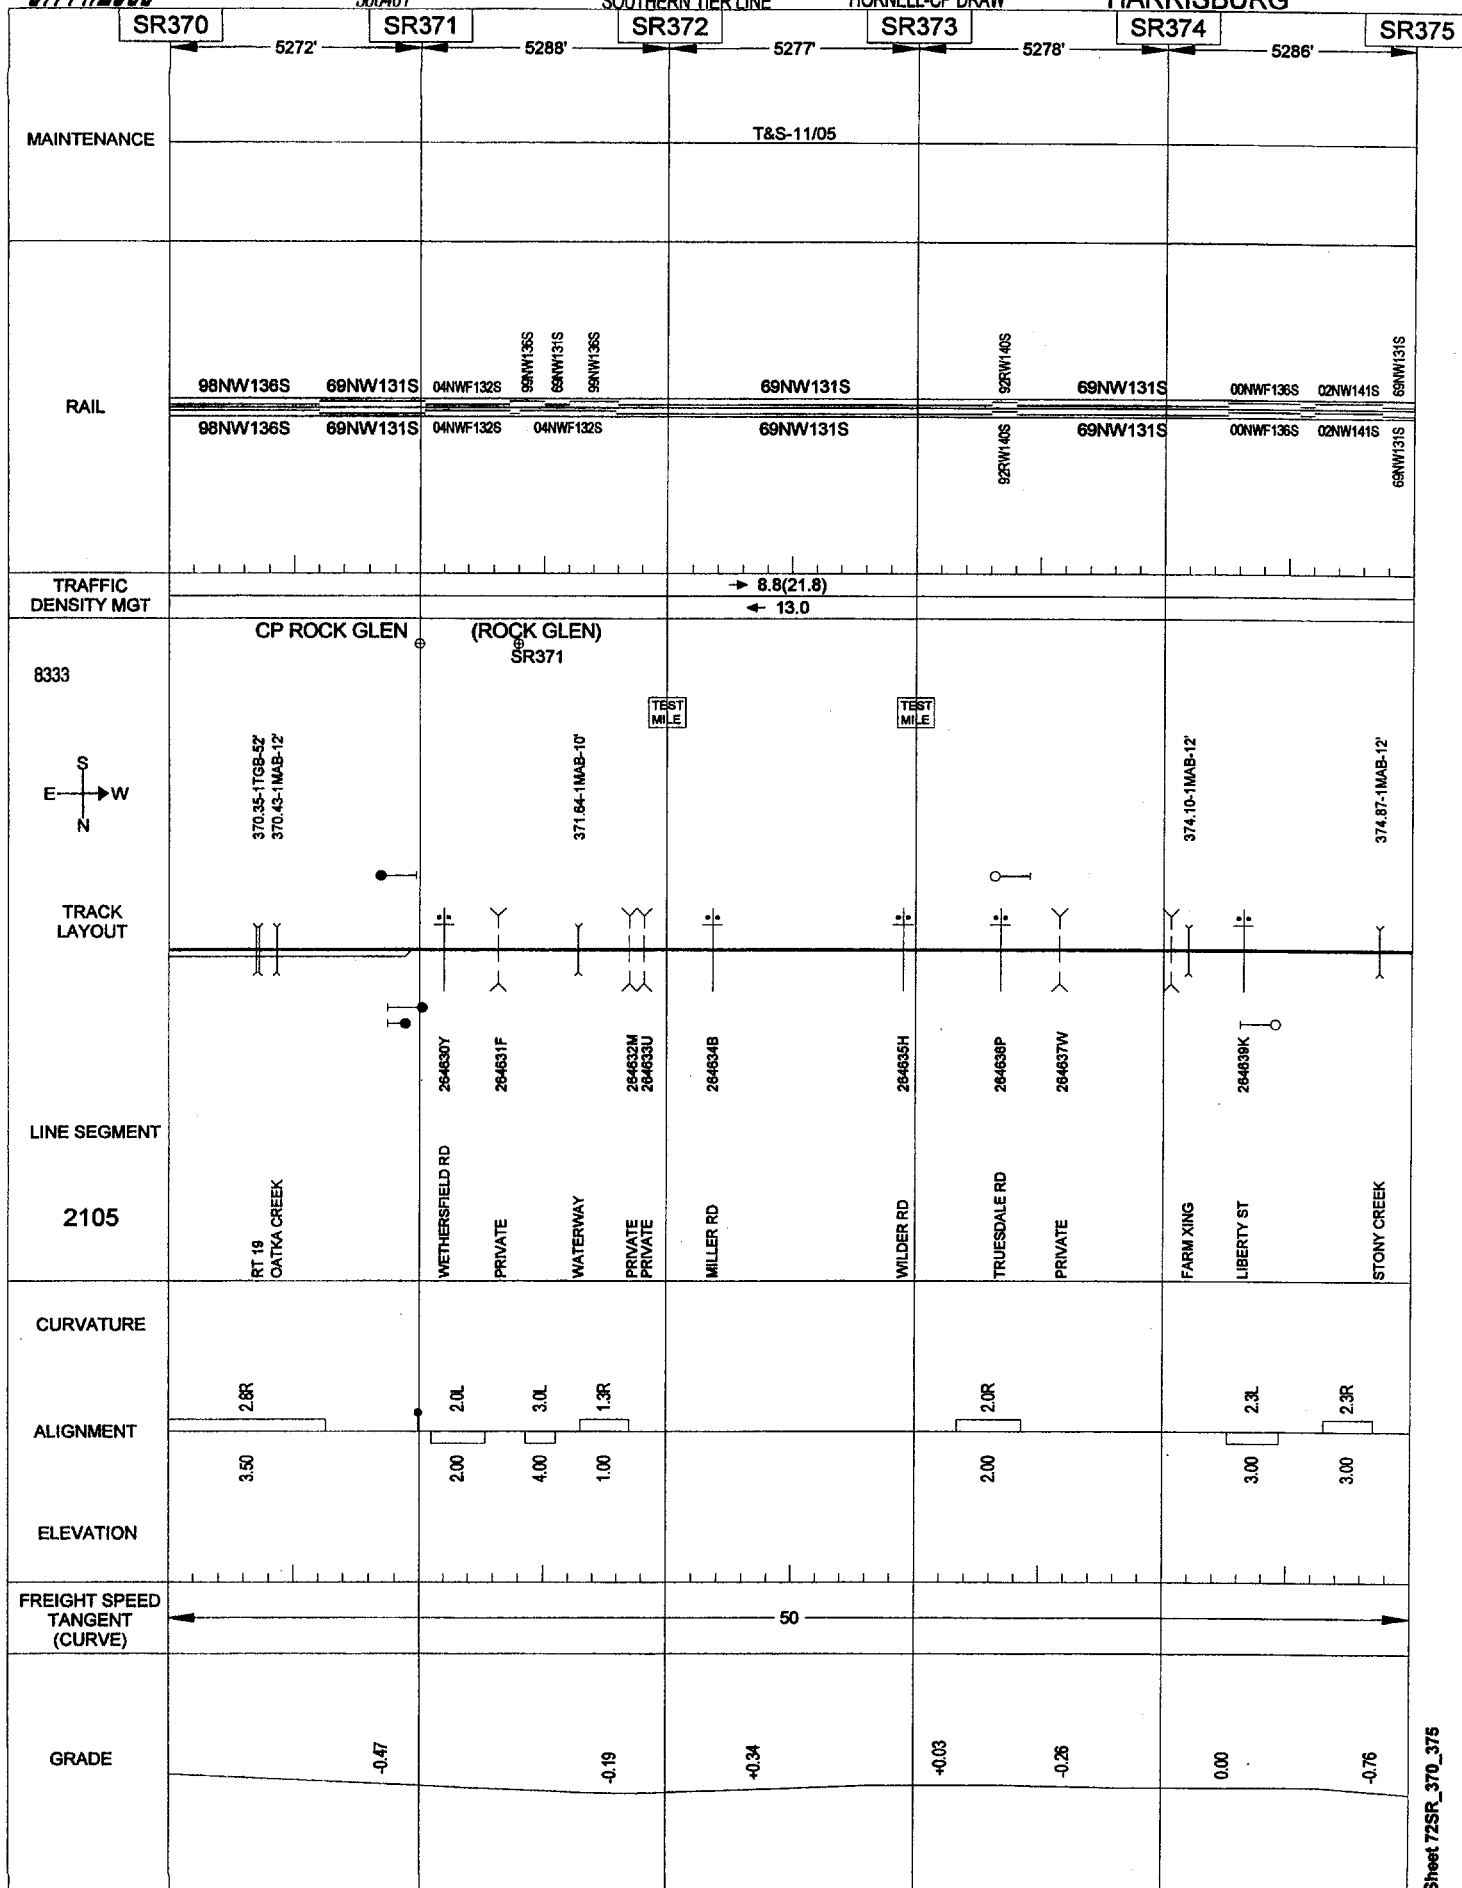 SOUTHERN TIER LINE HORNELL-CP DRAW HARRISBURG
SR370 SR371 SR372 SR373 SR374 SR375
5272' 5288' 5277' 5278' 5286'
MAINTENANCE
T&S-11/05
RAIL
99NW136S 69NW131S 99NW136S 92RW140S 69NW131S
98NW136S 69NW131S 04NWF132S 69NW131S 69NW131S 00NWF136S 02NW141S
98NW136S 69NW131S 04NWF132S 04NWF132S 69NW131S 69NW131S 00NWF136S 02NW141S
92RW140S 69NW131S
TRAFFIC
DENSITY MGT
→ 8.8(21.8)
← 13.0
CP ROCK GLEN (ROCK GLEN)
SR371
8333
TEST
MILE
TEST
MILE
S
E W
N
370.35-1TGB-52'
370.43-1MAB-12'
371.64-1MAB-10'
374.10-1MAB-12'
374.87-1MAB-12'
TRACK
LAYOUT
264630Y
264631F
264632M
264633U
264634B
264635H
264636P
264637W
264639K
LINE SEGMENT
2105
RT 19
OATKA CREEK
WETHERSFIELD RD
PRIVATE
WATERWAY
PRIVATE
PRIVATE
MILLER RD
WILDER RD
TRUESDALE RD
PRIVATE
FARM XING
LIBERTY ST
STONY CREEK
CURVATURE
2.8R 2.0L 3.0L 1.3R 2.0R 2.3L 2.3R
ALIGNMENT
3.50 2.00 4.00 1.00 2.00 3.00 3.00
ELEVATION
FREIGHT SPEED
TANGENT
(CURVE)
50
GRADE
-0.47 -0.19 +0.34 +0.03 -0.26 0.00 -0.76
Sheet 72SR_370_375